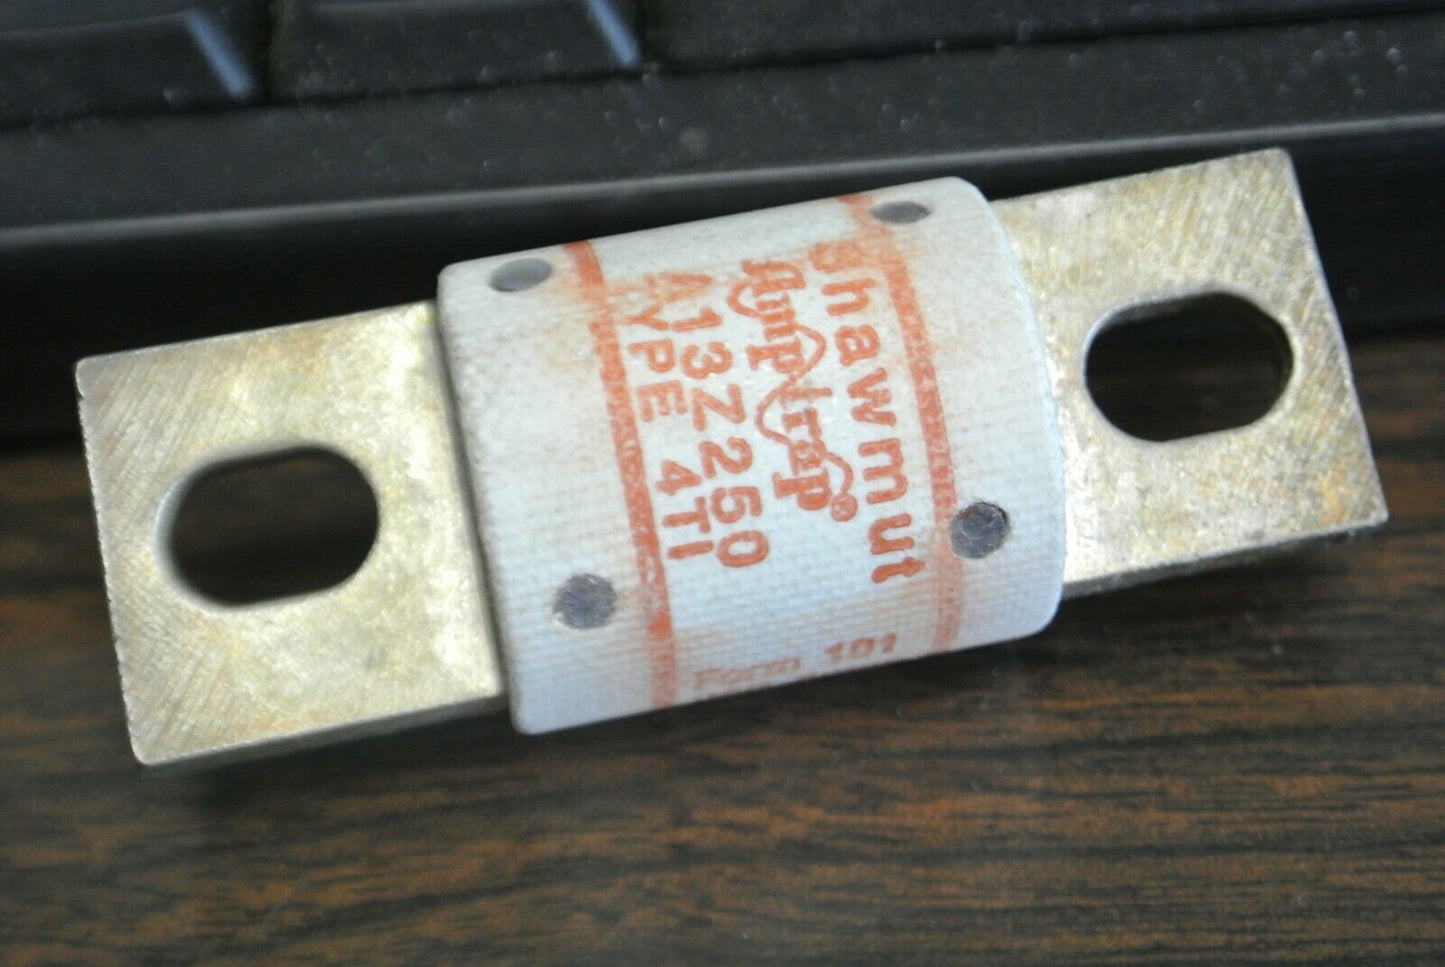 Shawmut
Amp-trap®
A13Z250
TYPE 4TI
Form 101